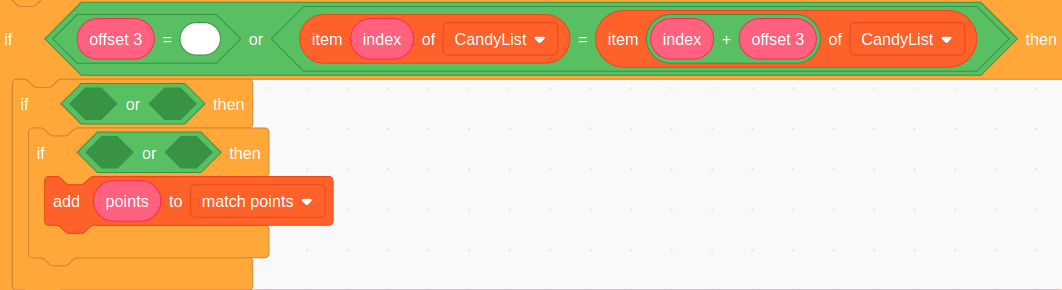 if offset 3 = or item index of CandyList = item index + offset 3 of CandyList then
if or then
if or then
add points to match points